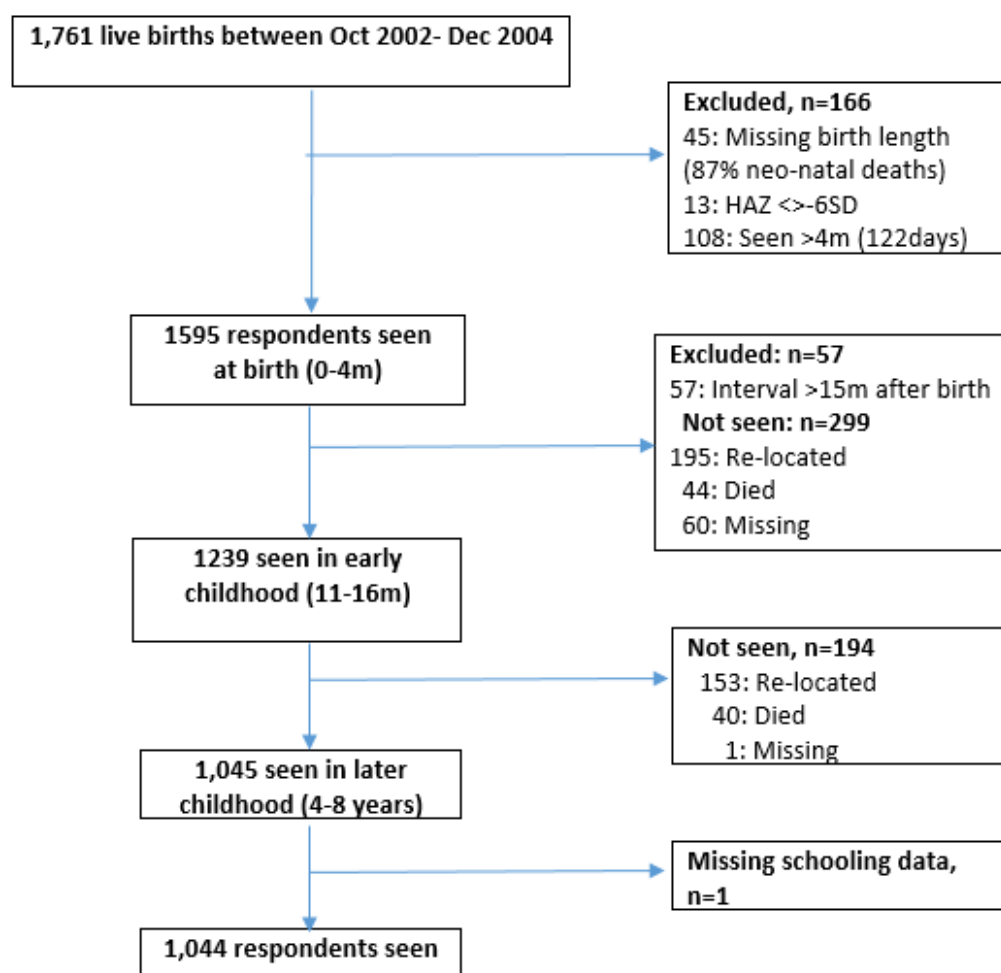 1,761 live births between Oct 2002- Dec 2004
Excluded, n=166
45: Missing birth length
(87% neo-natal deaths)
13: HAZ <>-6SD
108: Seen >4m (122days)
1595 respondents seen
at birth (0-4m)
Excluded: n=57
57: Interval >15m after birth
Not seen: n=299
195: Re-located
44: Died
60: Missing
1239 seen in early
childhood (11-16m)
Not seen, n=194
153: Re-located
40: Died
1: Missing
1,045 seen in later
childhood (4-8 years)
Missing schooling data,
n=1
1,044 respondents seen